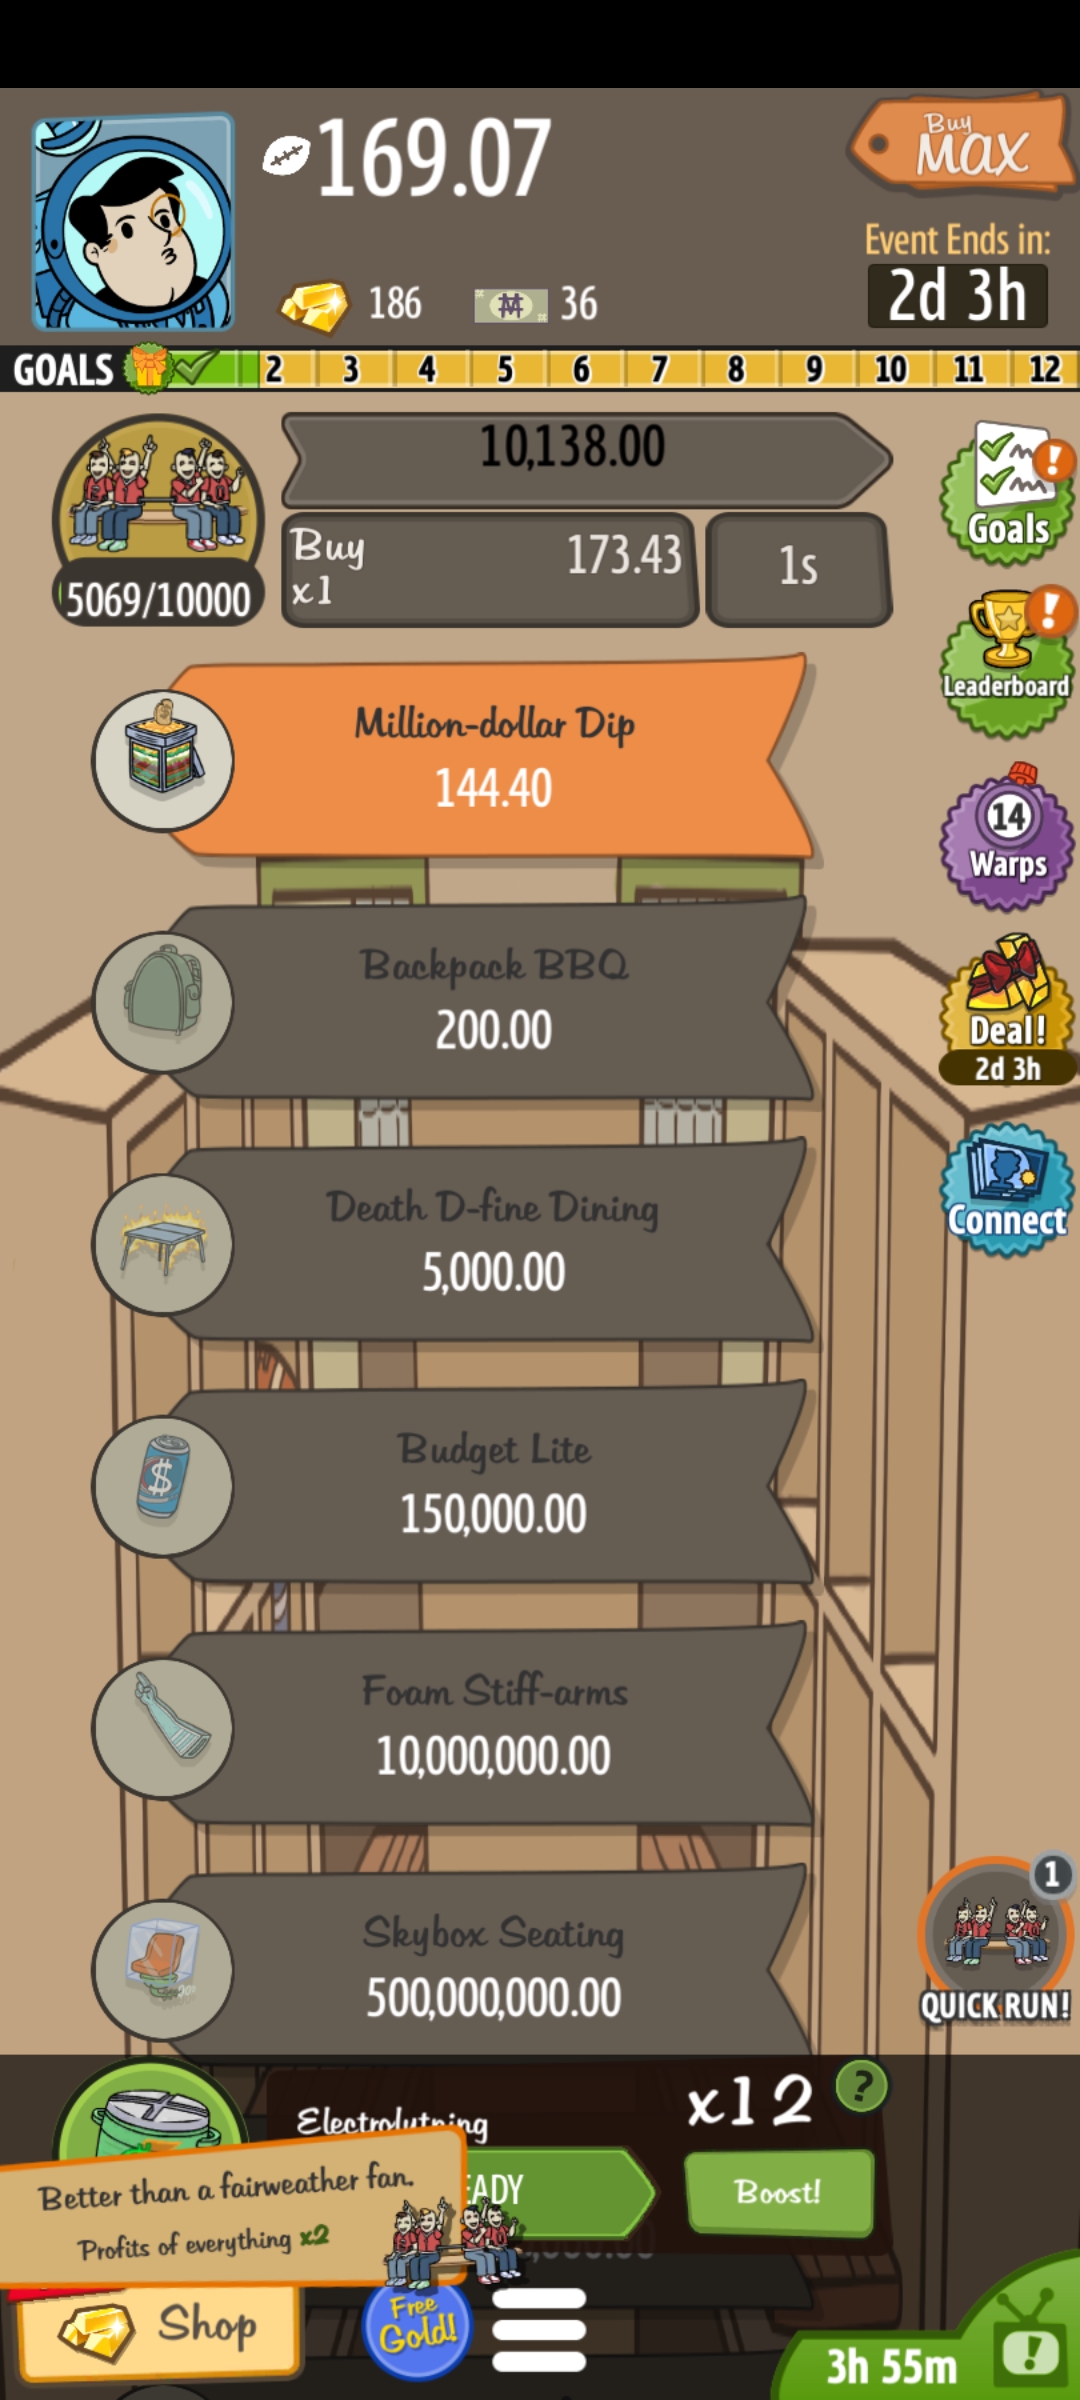 169.07
Buy
MAX
Event Ends in:
186
36
2d 3h
GOALS 2 3 4 5 6 7 8 9 10 11 12
10,138.00
Buy
x1
173.43
1s
5069/10000
Goals
Leaderboard
Million-dollar Dip
144.40
14
Warps
Backpack BBQ
200.00
Deal!
2d 3h
Death D-fine Dining
5,000.00
Connect
Budget Lite
150,000.00
Foam Stiff-arms
10,000,000.00
Skybox Seating
500,000,000.00
1
QUICK RUN!
x12
?
Boost!
Better than a fairweather fan.
Profits of everything x2
Shop
Free
Gold!
3h 55m